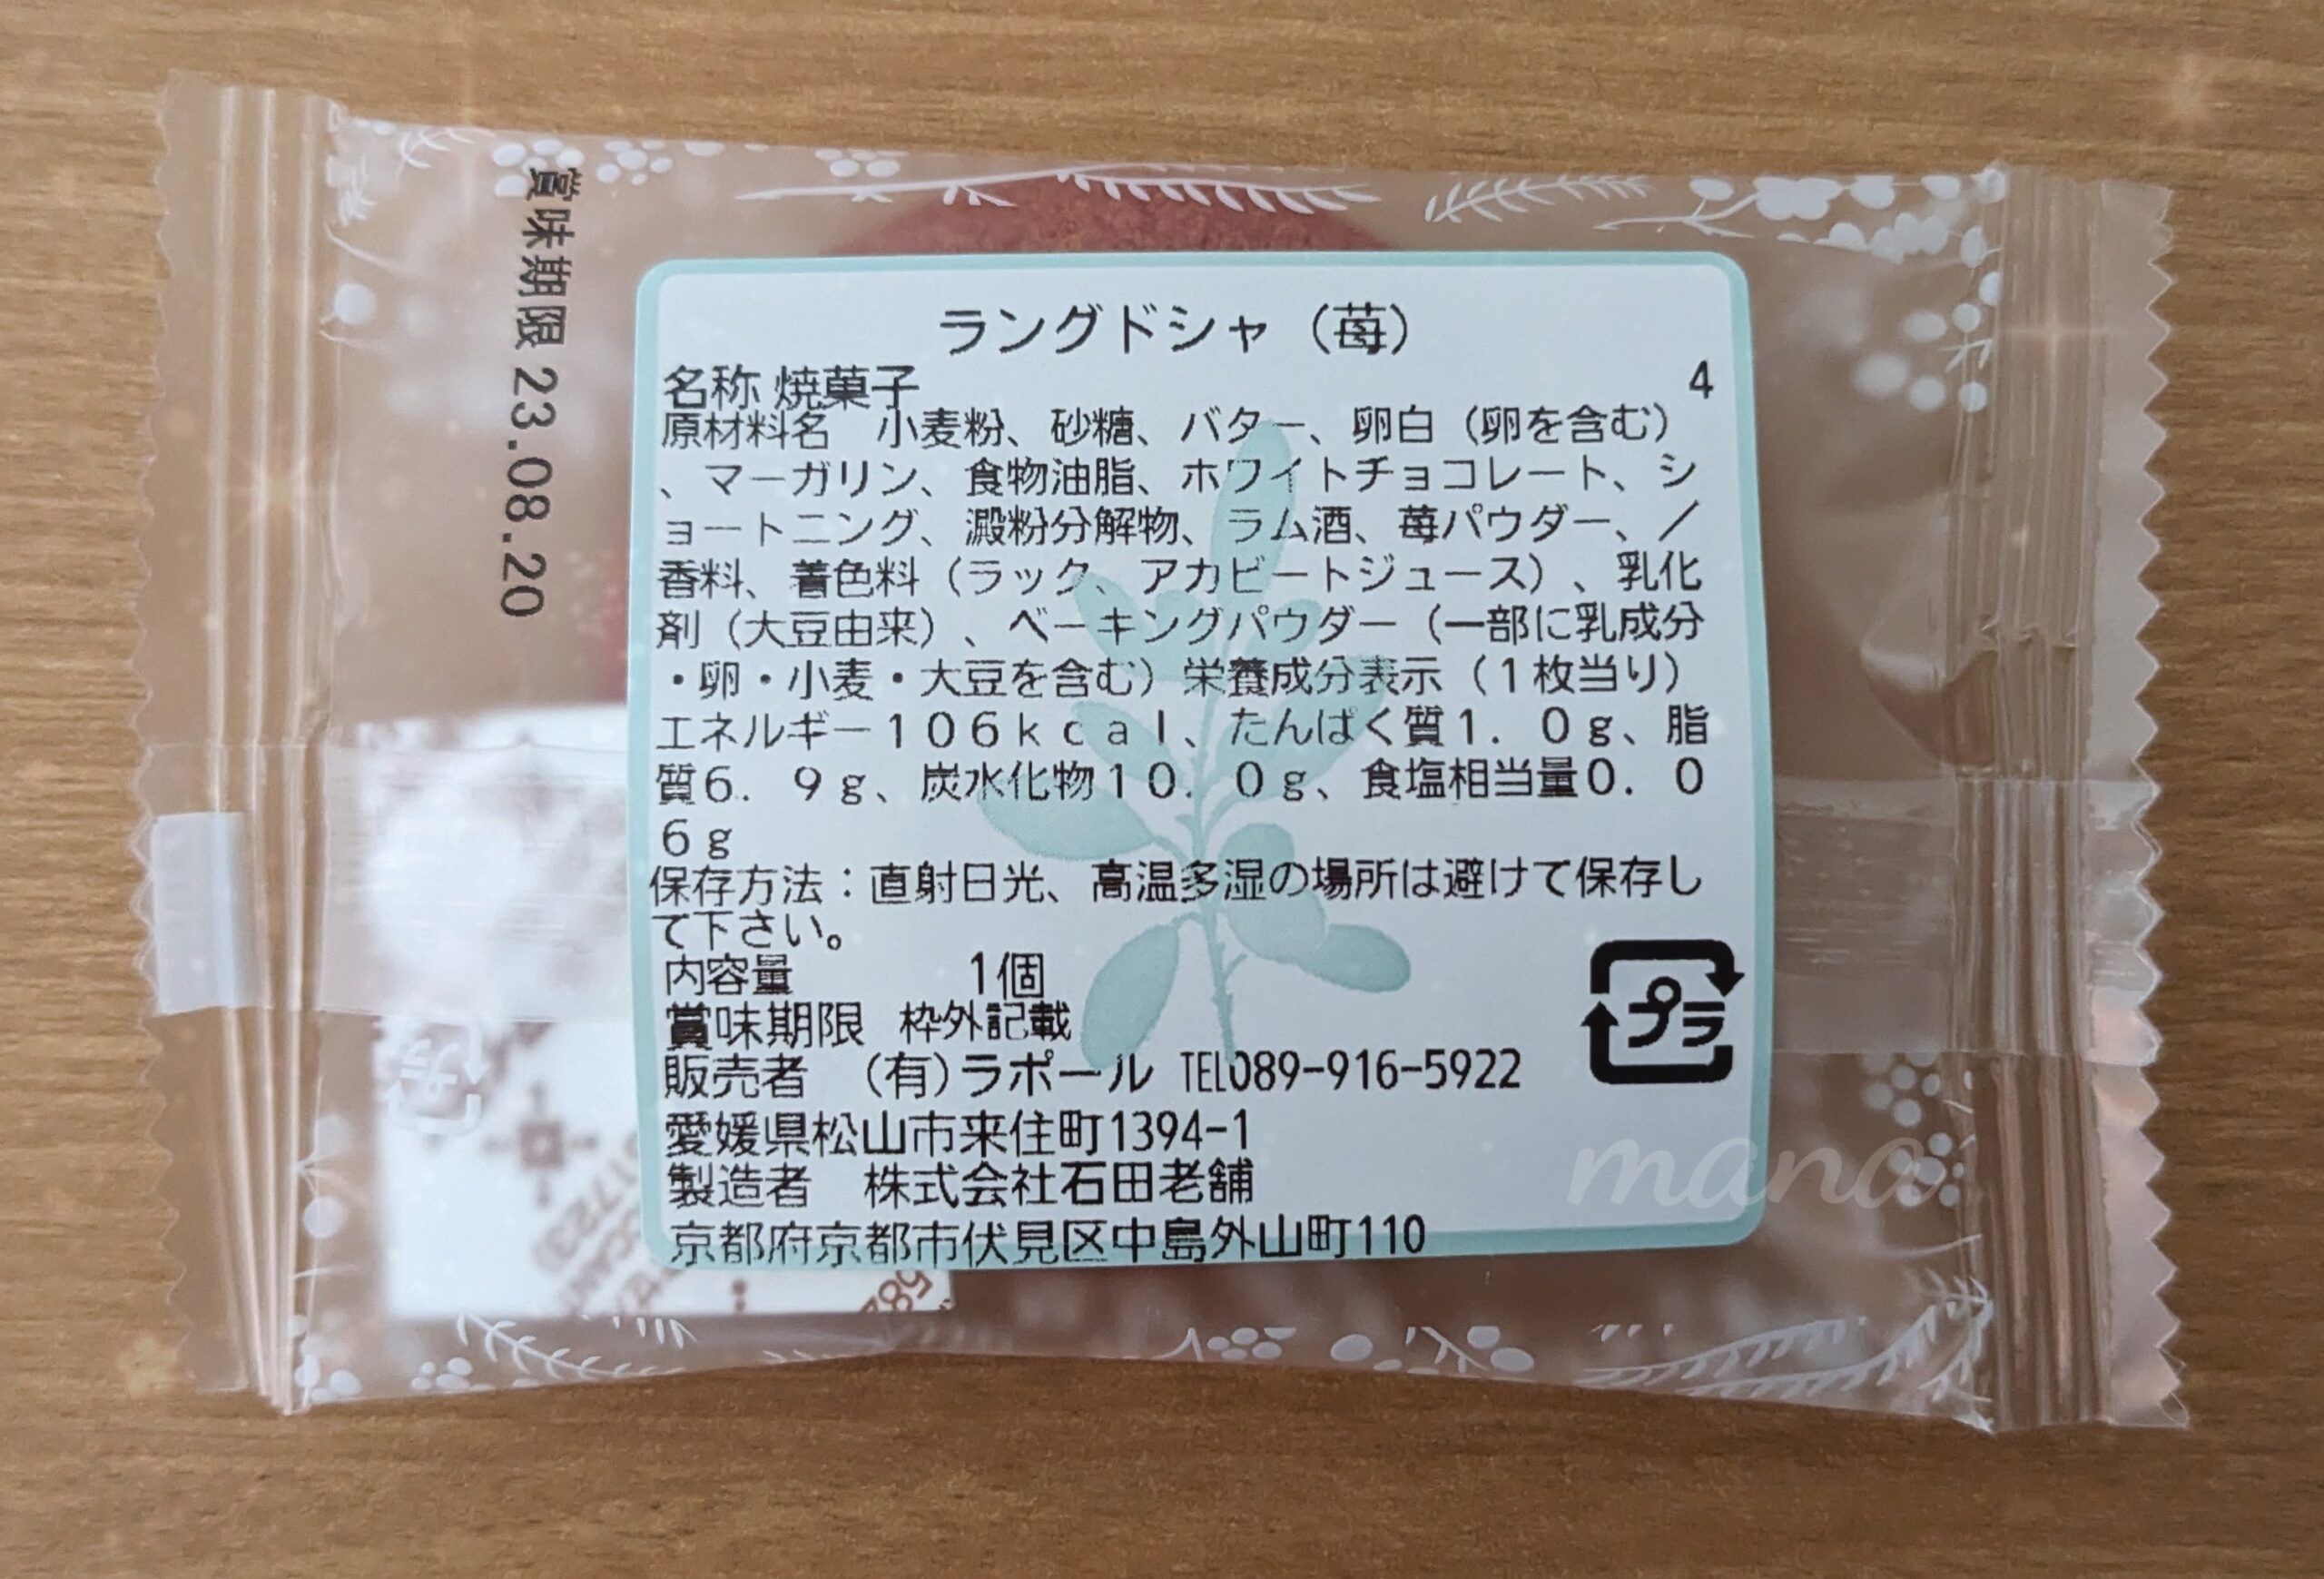 賞味期限 23.08.20
ラングドシャ（苺）
名称 焼菓子 4
原材料名 小麦粉、砂糖、バター、卵白（卵を含む）
、マーガリン、食物油脂、ホワイトチョコレート、シ
ョートニング、澱粉分解物、ラム酒、苺パウダー、／
香料、着色料（ラック、アカビートジュース）、乳化
剤（大豆由来）、ベーキングパウダー（一部に乳成分
・卵・小麦・大豆を含む）栄養成分表示（１枚当り）
エネルギー１０６ｋｃａｌ、たんぱく質１．０ｇ、脂
質６．９ｇ、炭水化物１０．０ｇ、食塩相当量０．０
６ｇ
保存方法：直射日光、高温多湿の場所は避けて保存し
て下さい。
内容量 1個
賞味期限 枠外記載
販売者 （有）ラポール TEL089-916-5922
愛媛県松山市来住町1394-1
製造者 株式会社石田老舗
京都府京都市伏見区中島外山町110
プラ
プラ
mana